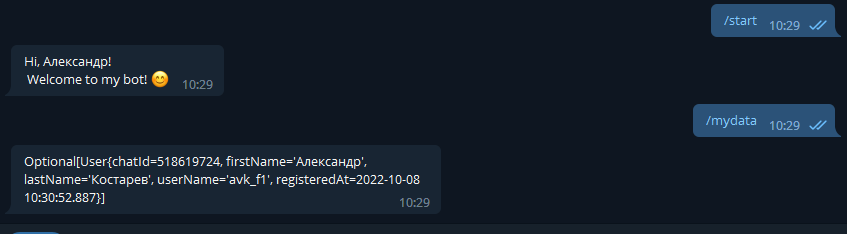 /start 10:29
Hi, Александр!
Welcome to my bot! 😊 10:29
/mydata 10:29
Optional[User{chatId=518619724, firstName='Александр',
lastName='Костарев', userName='avk_f1', registeredAt=2022-10-08
10:30:52.887}]
10:29